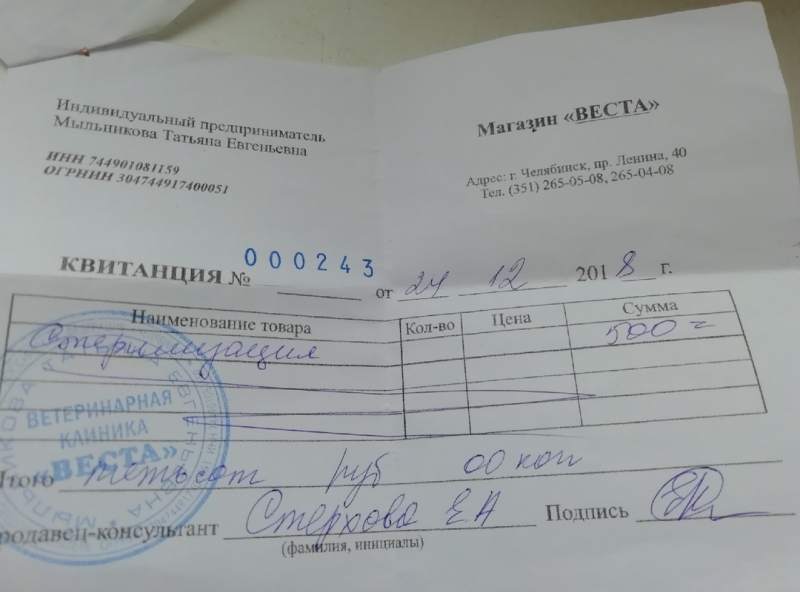 Индивидуальный предприниматель
Мыльникова Татьяна Евгеньевна
ИНН 744901081159
ОГРНИП 304744917400051
Магазин «ВЕСТА»
Адрес: г. Челябинск, пр. Ленина, 40
Тел. (351) 265-05-08, 265-04-08
КВИТАНЦИЯ № 000243 от 24 12 2018 г.
Наименование товара Кол-во Цена Сумма
Стерилизация 500=
ВЕТЕРИНАРНАЯ
КЛИНИКА
«ВЕСТА»
Итого пятьсот руб 00 коп
родавец-консультант Стерхова ЕА Подпись
(фамилия, инициалы)